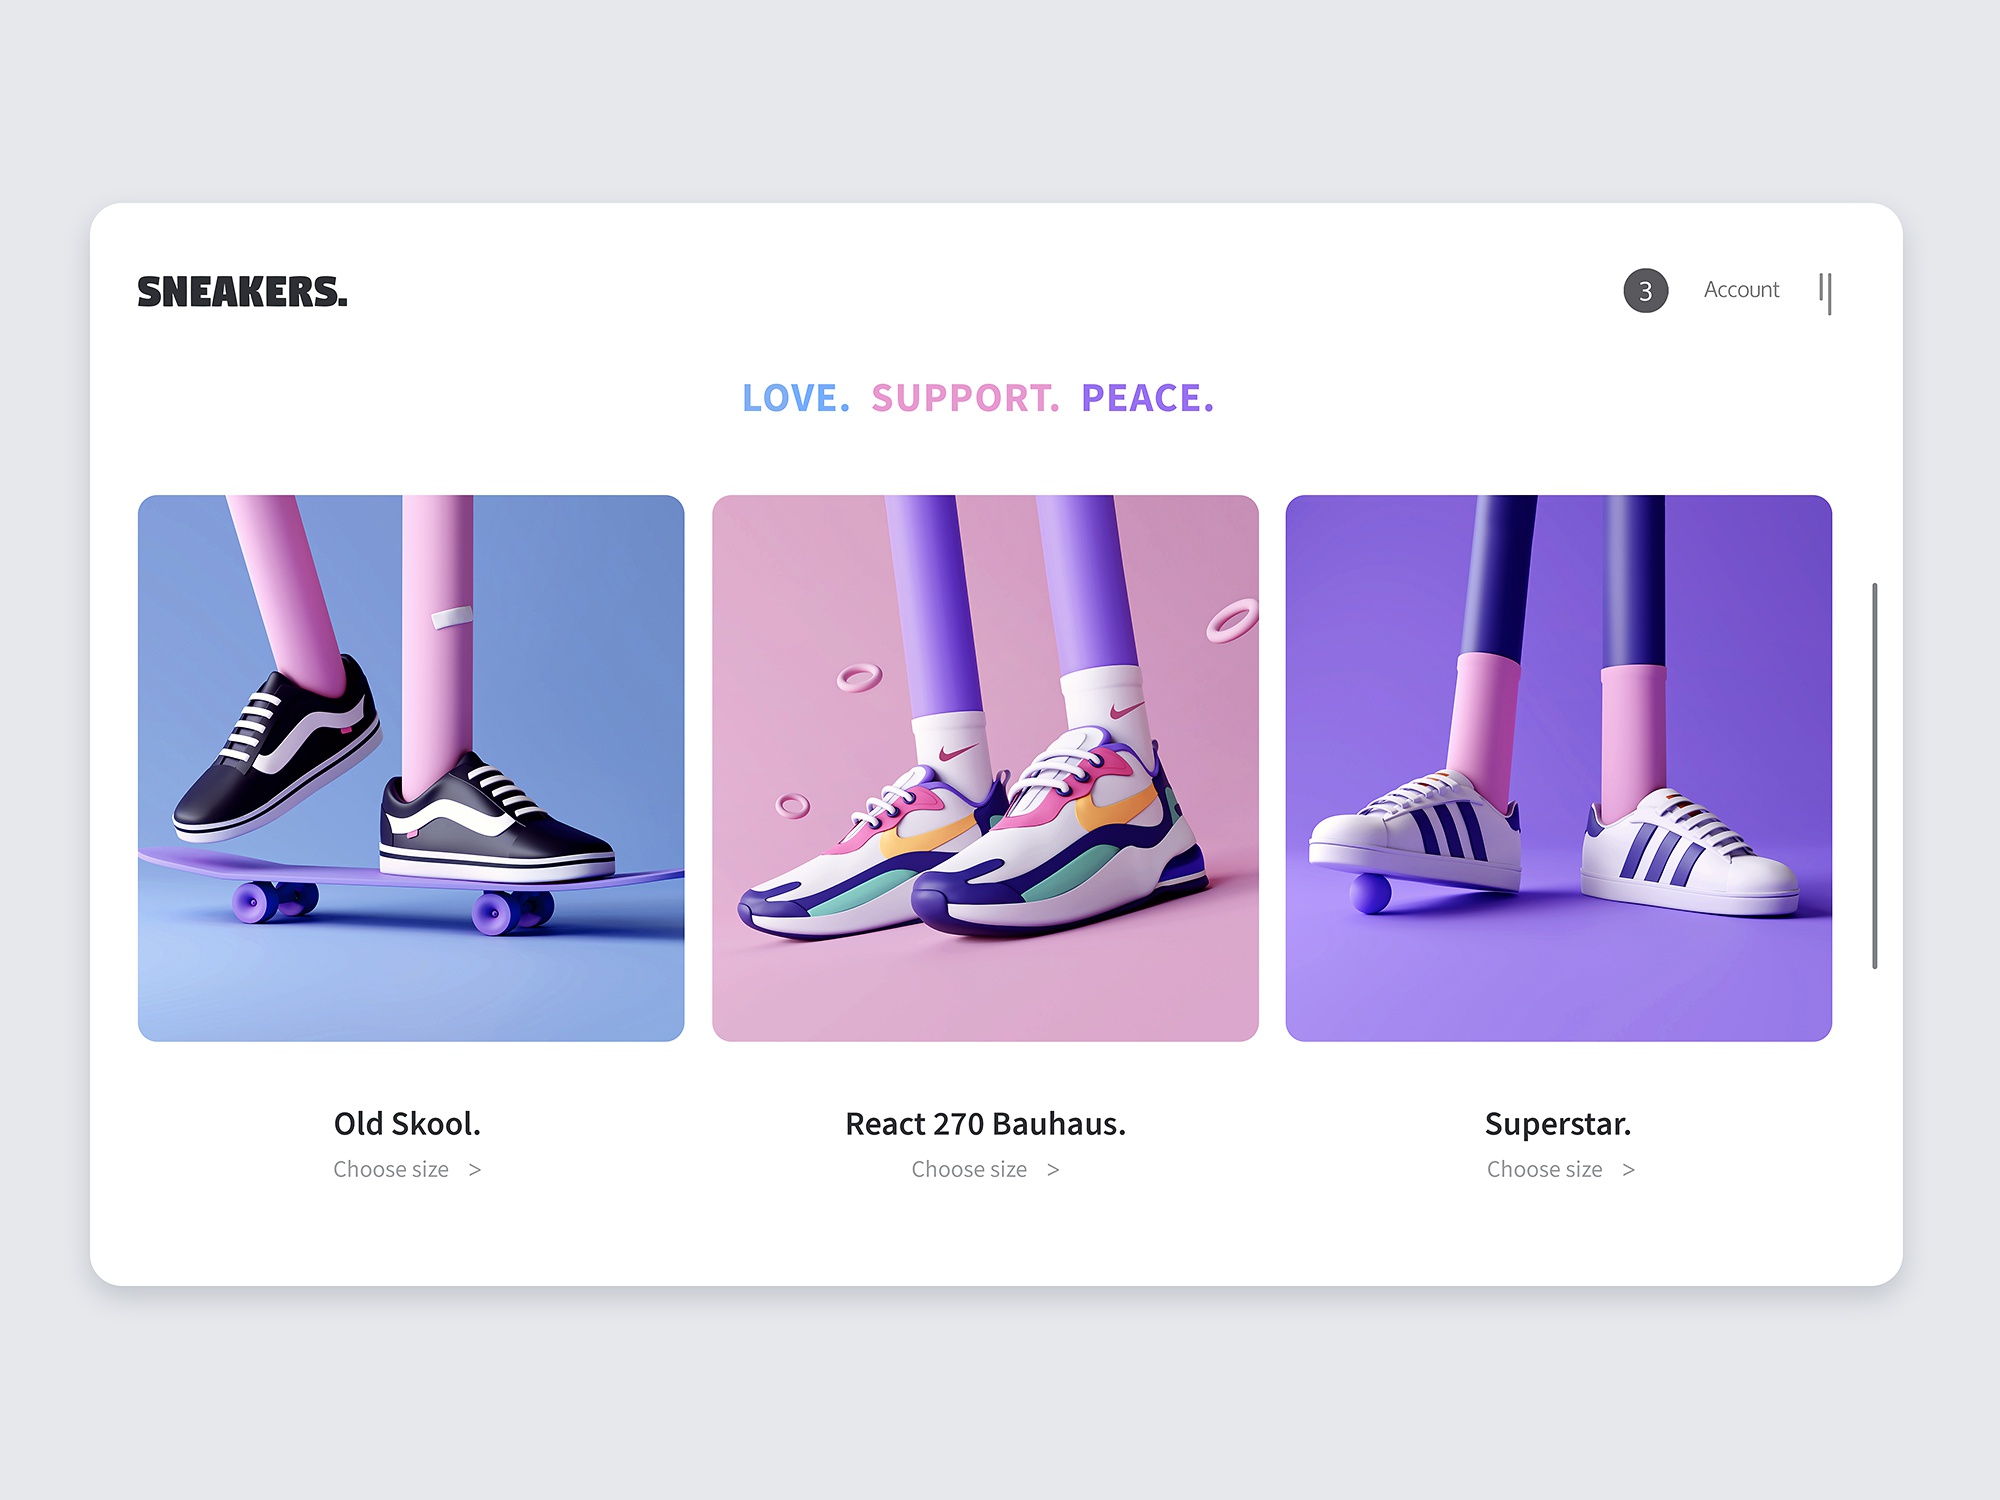 SNEAKERS.
3 Account
LOVE. SUPPORT. PEACE.
Old Skool.
Choose size >
React 270 Bauhaus.
Choose size >
Superstar.
Choose size >